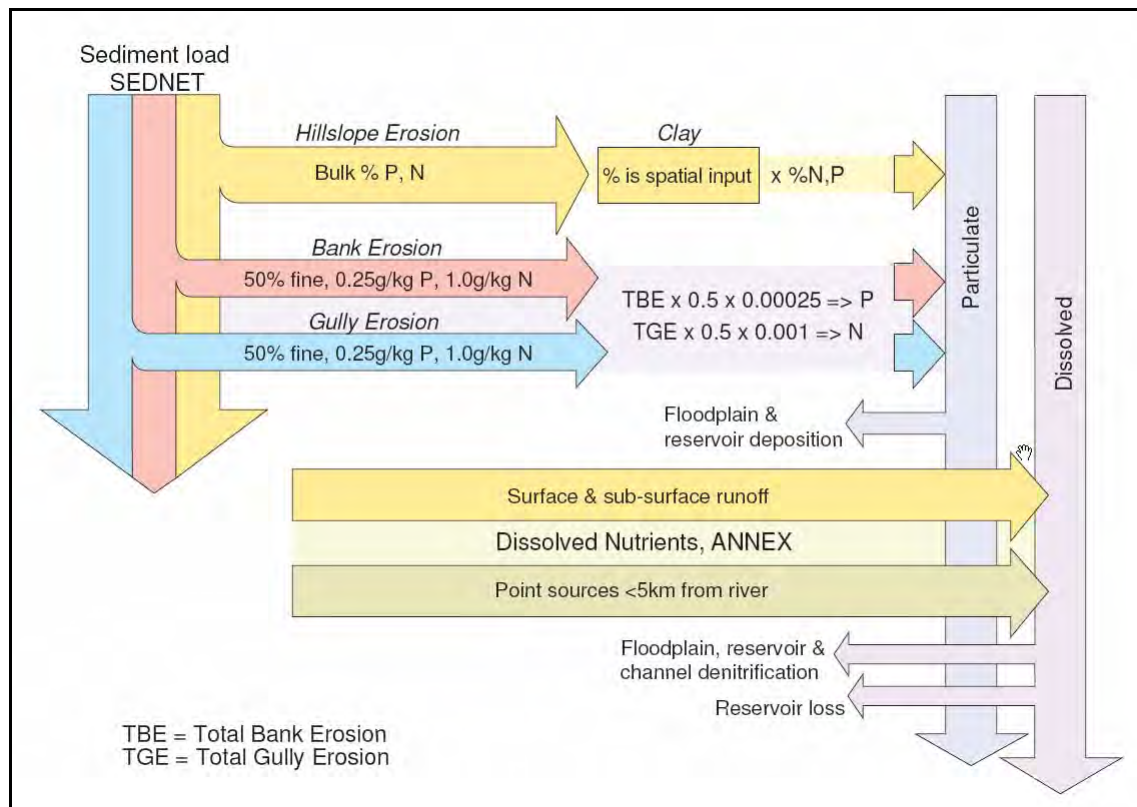 Sediment load
SEDNET
Hillslope Erosion
Bulk % P, N
Clay
% is spatial input
x %N,P
Bank Erosion
50% fine, 0.25g/kg P, 1.0g/kg N
Gully Erosion
50% fine, 0.25g/kg P, 1.0g/kg N
TBE x 0.5 x 0.00025 => P
TGE x 0.5 x 0.001 => N
Particulate
Dissolved
Floodplain &
reservoir deposition
Surface & sub-surface runoff
Dissolved Nutrients, ANNEX
Point sources <5km from river
Floodplain, reservoir &
channel denitrification
Reservoir loss
TBE = Total Bank Erosion
TGE = Total Gully Erosion